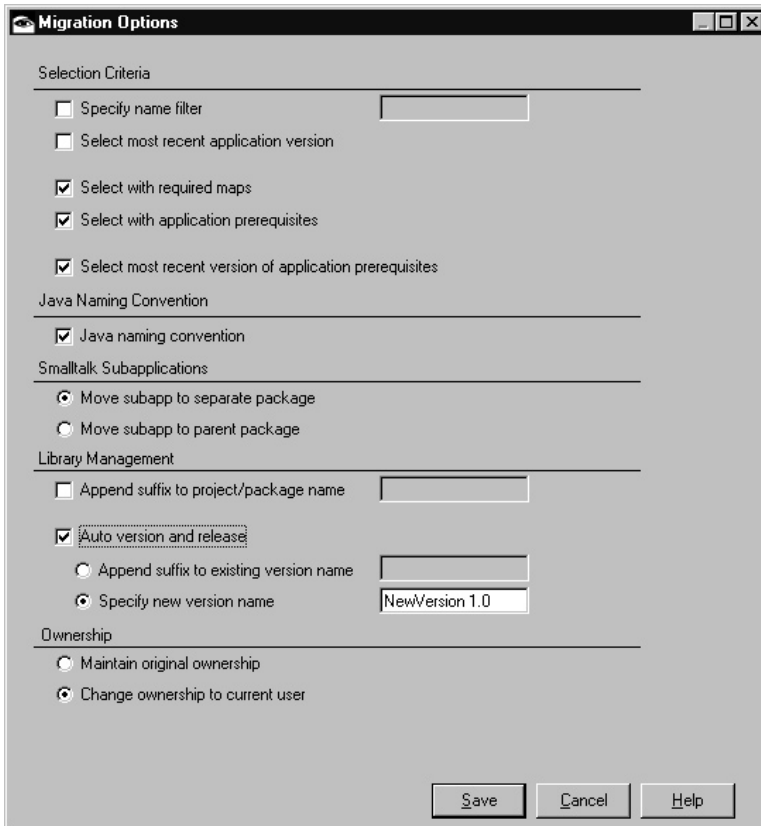 Migration Options
Selection Criteria
Specify name filter
Select most recent application version
Select with required maps
Select with application prerequisites
Select most recent version of application prerequisites
Java Naming Convention
Java naming convention
Smalltalk Subapplications
Move subapp to separate package
Move subapp to parent package
Library Management
Append suffix to project/package name
Auto version and release
Append suffix to existing version name
Specify new version name NewVersion 1.0
Ownership
Maintain original ownership
Change ownership to current user
Save Cancel Help